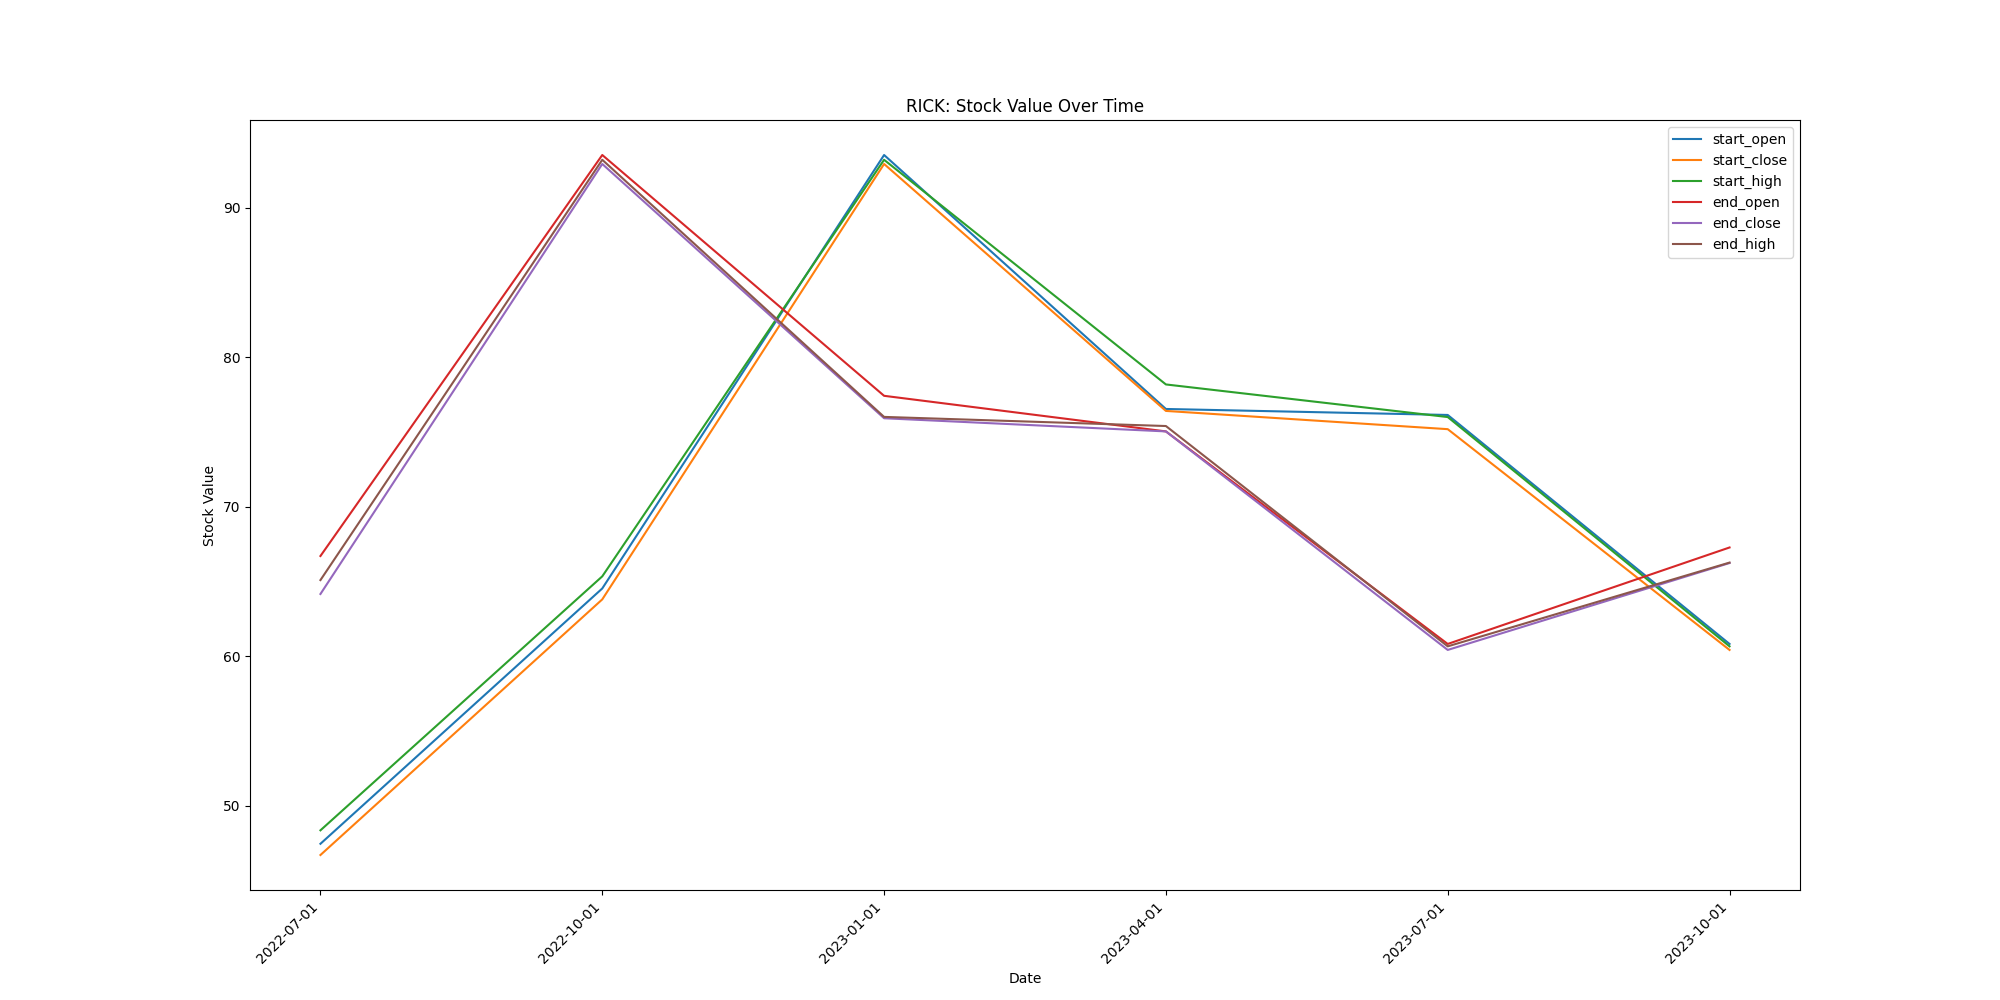 RICK: Stock Value Over Time
start_open
start_close
start_high
end_open
end_close
end_high
90
80
70
60
50
Stock Value
2022-07-01
2022-10-01
2023-01-01
2023-04-01
2023-07-01
2023-10-01
Date